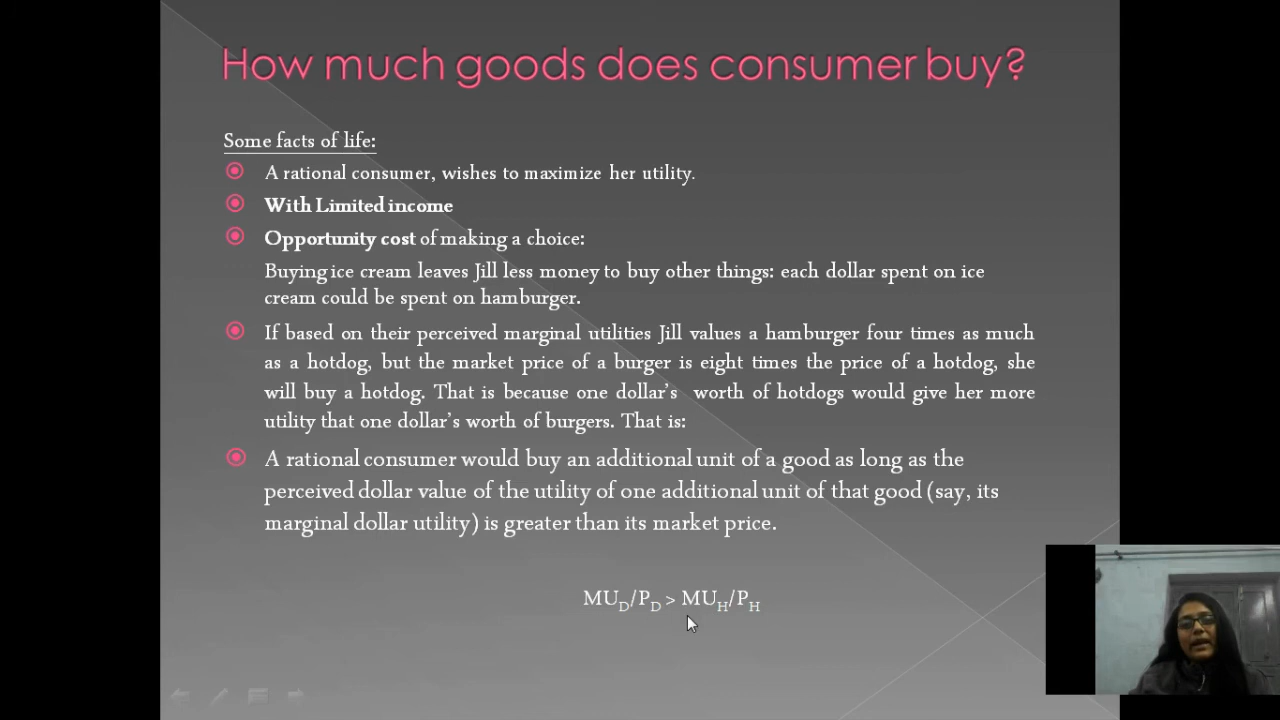 How much goods does consumer buy?
Some facts of life:
A rational consumer, wishes to maximize her utility.
With Limited income
Opportunity cost of making a choice:
Buying ice cream leaves Jill less money to buy other things: each dollar spent on ice
cream could be spent on hamburger.
If based on their perceived marginal utilities Jill values a hamburger four times as much
as a hotdog, but the market price of a burger is eight times the price of a hotdog, she
will buy a hotdog. That is because one dollar's worth of hotdogs would give her more
utility that one dollar's worth of burgers. That is:
A rational consumer would buy an additional unit of a good as long as the
perceived dollar value of the utility of one additional unit of that good (say, its
marginal dollar utility) is greater than its market price.
MU_D/P_D > MU_H/P_H